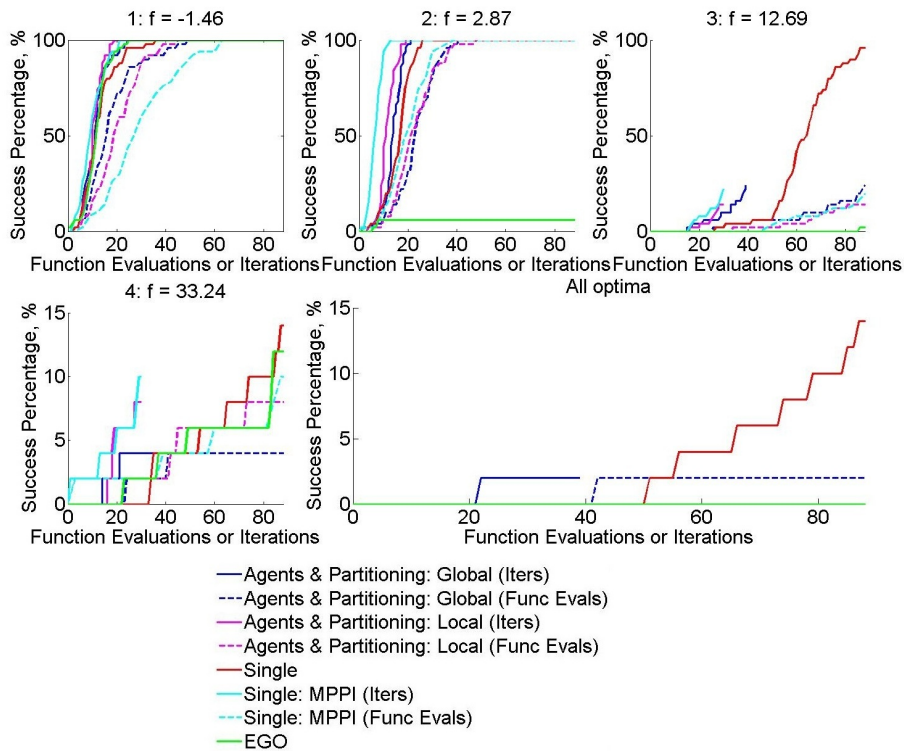 1: f = -1.46
2: f = 2.87
3: f = 12.69
Success Percentage, %
100
50
0
0 20 40 60 80
Function Evaluations or Iterations
Success Percentage, %
100
50
0
0 20 40 60 80
Function Evaluations or Iterations
Success Percentage, %
100
50
0
0 20 40 60 80
Function Evaluations or Iterations
4: f = 33.24
All optima
Success Percentage, %
15
10
5
0
0 20 40 60 80
Function Evaluations or Iterations
Success Percentage, %
15
10
5
0
0 20 40 60 80
Function Evaluations or Iterations
Agents & Partitioning: Global (Iters)
Agents & Partitioning: Global (Func Evals)
Agents & Partitioning: Local (Iters)
Agents & Partitioning: Local (Func Evals)
Single
Single: MPPI (Iters)
Single: MPPI (Func Evals)
EGO